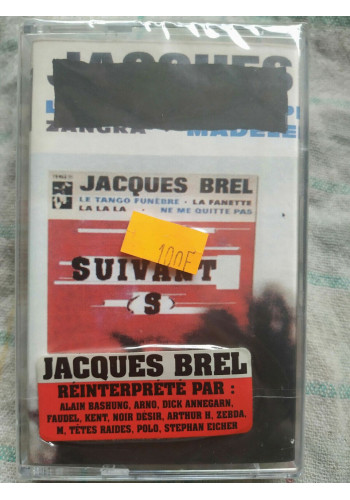 JACQUES
ZANGRA MADELE
JACQUES BREL
LE TANGO FUNÈBRE · LA FANETTE
LA LA LA · NE ME QUITTE PAS
100F
SUIVANT
(S)
JACQUES BREL
RÉINTERPRÉTÉ PAR :
ALAIN BASHUNG, ARNO, DICK ANNEGARN,
FAUDEL, KENT, NOIR DÉSIR, ARTHUR H, ZEBDA,
M, TÊTES RAIDES, POLO, STEPHAN EICHER